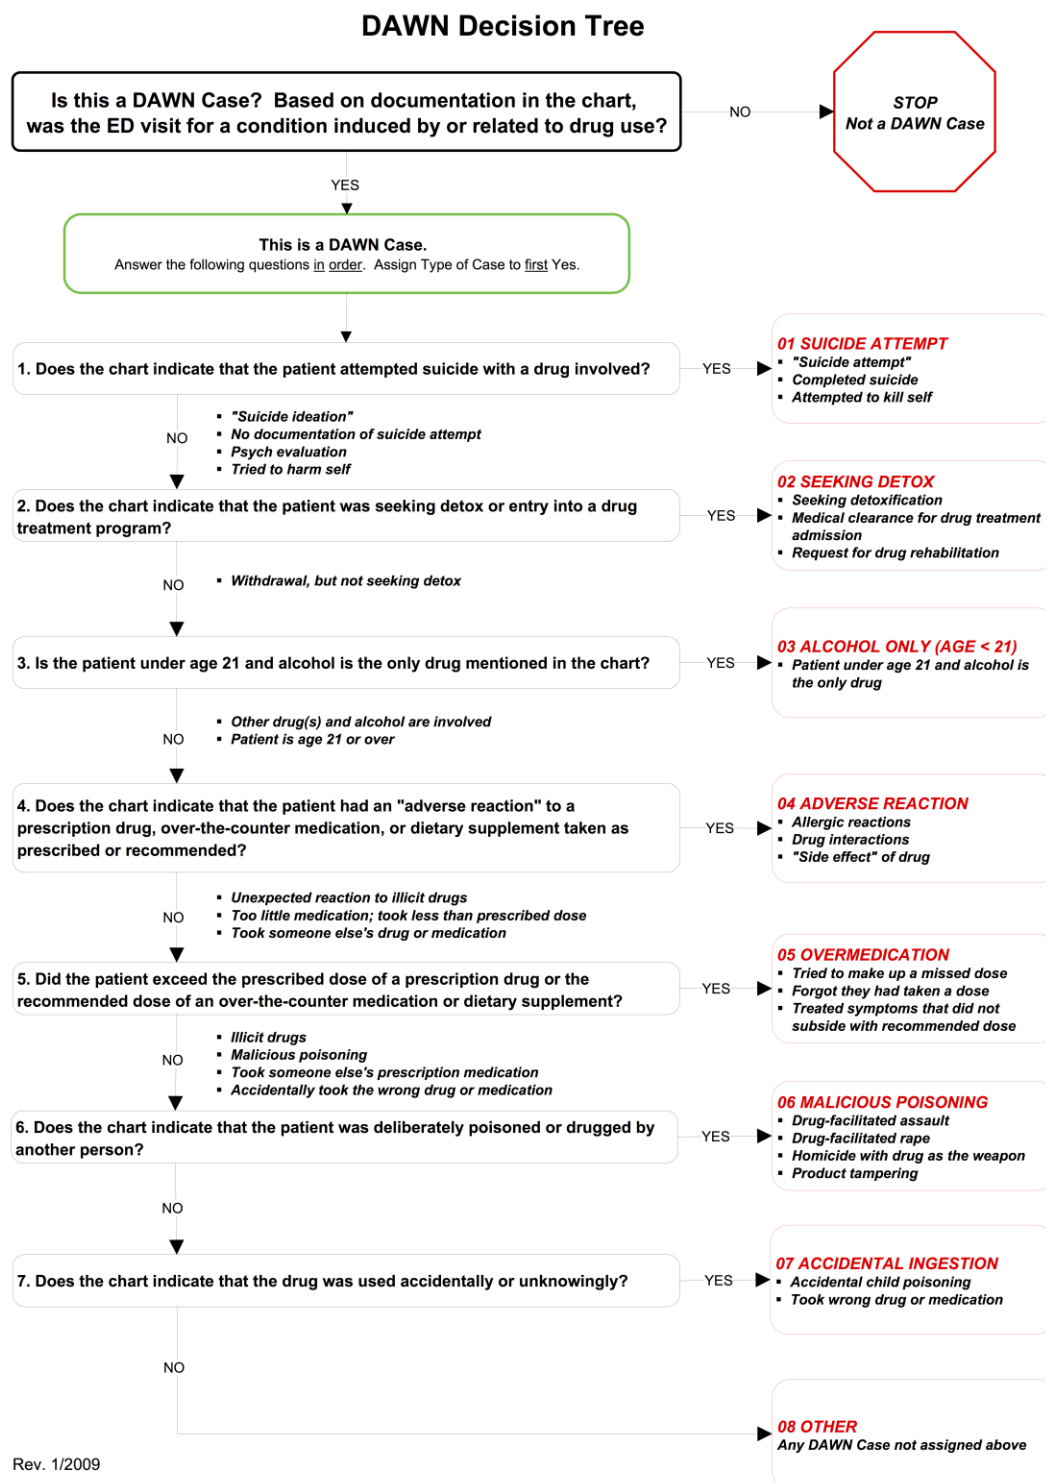 DAWN Decision Tree
Is this a DAWN Case? Based on documentation in the chart,
was the ED visit for a condition induced by or related to drug use?
NO
STOP
Not a DAWN Case
YES
This is a DAWN Case.
Answer the following questions in order. Assign Type of Case to first Yes.
1. Does the chart indicate that the patient attempted suicide with a drug involved?
YES
01 SUICIDE ATTEMPT
▪ "Suicide attempt"
▪ Completed suicide
▪ Attempted to kill self
NO
▪ "Suicide ideation"
▪ No documentation of suicide attempt
▪ Psych evaluation
▪ Tried to harm self
2. Does the chart indicate that the patient was seeking detox or entry into a drug
treatment program?
YES
02 SEEKING DETOX
▪ Seeking detoxification
▪ Medical clearance for drug treatment
admission
▪ Request for drug rehabilitation
NO
▪ Withdrawal, but not seeking detox
3. Is the patient under age 21 and alcohol is the only drug mentioned in the chart?
YES
03 ALCOHOL ONLY (AGE < 21)
▪ Patient under age 21 and alcohol is
the only drug
NO
▪ Other drug(s) and alcohol are involved
▪ Patient is age 21 or over
4. Does the chart indicate that the patient had an "adverse reaction" to a
prescription drug, over-the-counter medication, or dietary supplement taken as
prescribed or recommended?
YES
04 ADVERSE REACTION
▪ Allergic reactions
▪ Drug interactions
▪ "Side effect" of drug
NO
▪ Unexpected reaction to illicit drugs
▪ Too little medication; took less than prescribed dose
▪ Took someone else's drug or medication
5. Did the patient exceed the prescribed dose of a prescription drug or the
recommended dose of an over-the-counter medication or dietary supplement?
YES
05 OVERMEDICATION
▪ Tried to make up a missed dose
▪ Forgot they had taken a dose
▪ Treated symptoms that did not
subside with recommended dose
NO
▪ Illicit drugs
▪ Malicious poisoning
▪ Took someone else's prescription medication
▪ Accidentally took the wrong drug or medication
6. Does the chart indicate that the patient was deliberately poisoned or drugged by
another person?
YES
06 MALICIOUS POISONING
▪ Drug-facilitated assault
▪ Drug-facilitated rape
▪ Homicide with drug as the weapon
▪ Product tampering
NO
7. Does the chart indicate that the drug was used accidentally or unknowingly?
YES
07 ACCIDENTAL INGESTION
▪ Accidental child poisoning
▪ Took wrong drug or medication
NO
08 OTHER
Any DAWN Case not assigned above
Rev. 1/2009